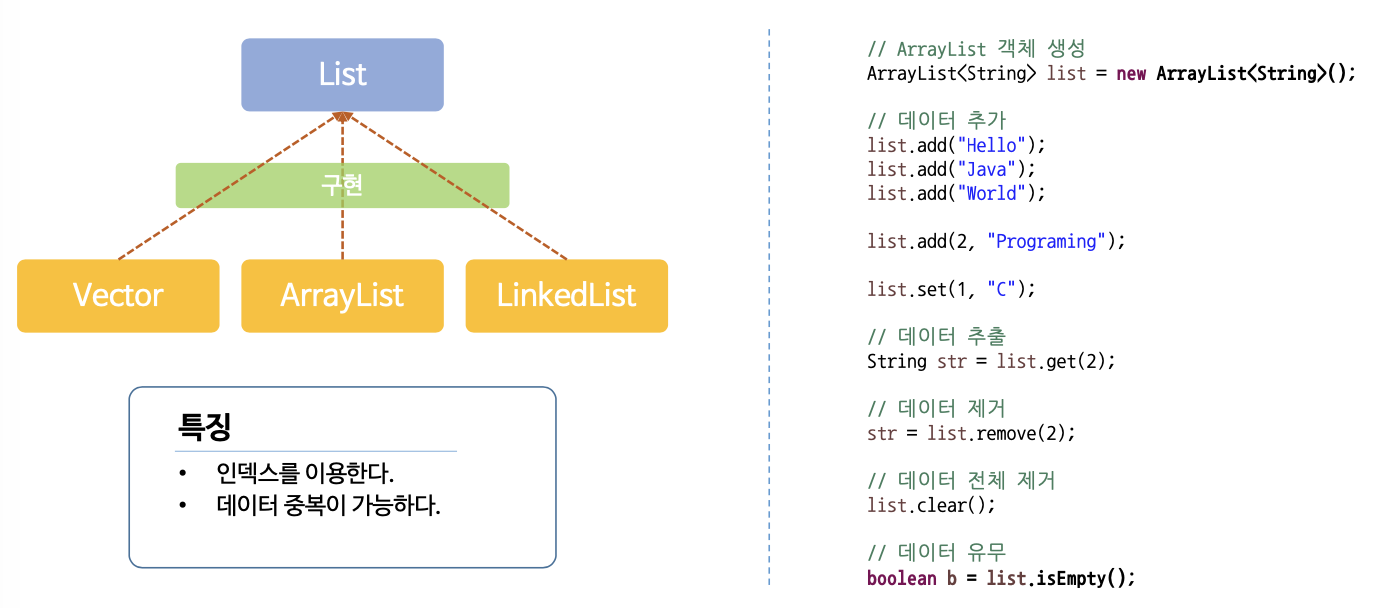 List
구현
Vector
ArrayList
LinkedList
특징
• 인덱스를 이용한다.
• 데이터 중복이 가능하다.
// ArrayList 객체 생성
ArrayList<String> list = new ArrayList<String>();
// 데이터 추가
list.add("Hello");
list.add("Java");
list.add("World");
list.add(2, "Programing");
list.set(1, "C");
// 데이터 추출
String str = list.get(2);
// 데이터 제거
str = list.remove(2);
// 데이터 전체 제거
list.clear();
// 데이터 유무
boolean b = list.isEmpty();